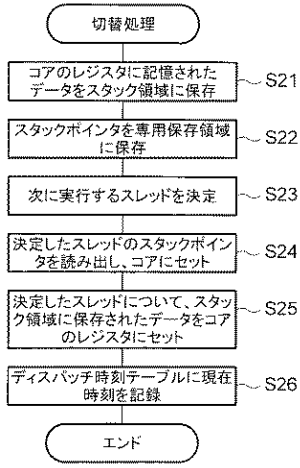 切替処理
コアのレジスタに記憶された
データをスタック領域に保存
S21
スタックポインタを専用保存領域
に保存
S22
次に実行するスレッドを決定
S23
決定したスレッドのスタックポイン
タを読み出し、コアにセット
S24
決定したスレッドについて、スタッ
ク領域に保存されたデータをコア
のレジスタにセット
S25
ディスパッチ時刻テーブルに現在
時刻を記録
S26
エンド